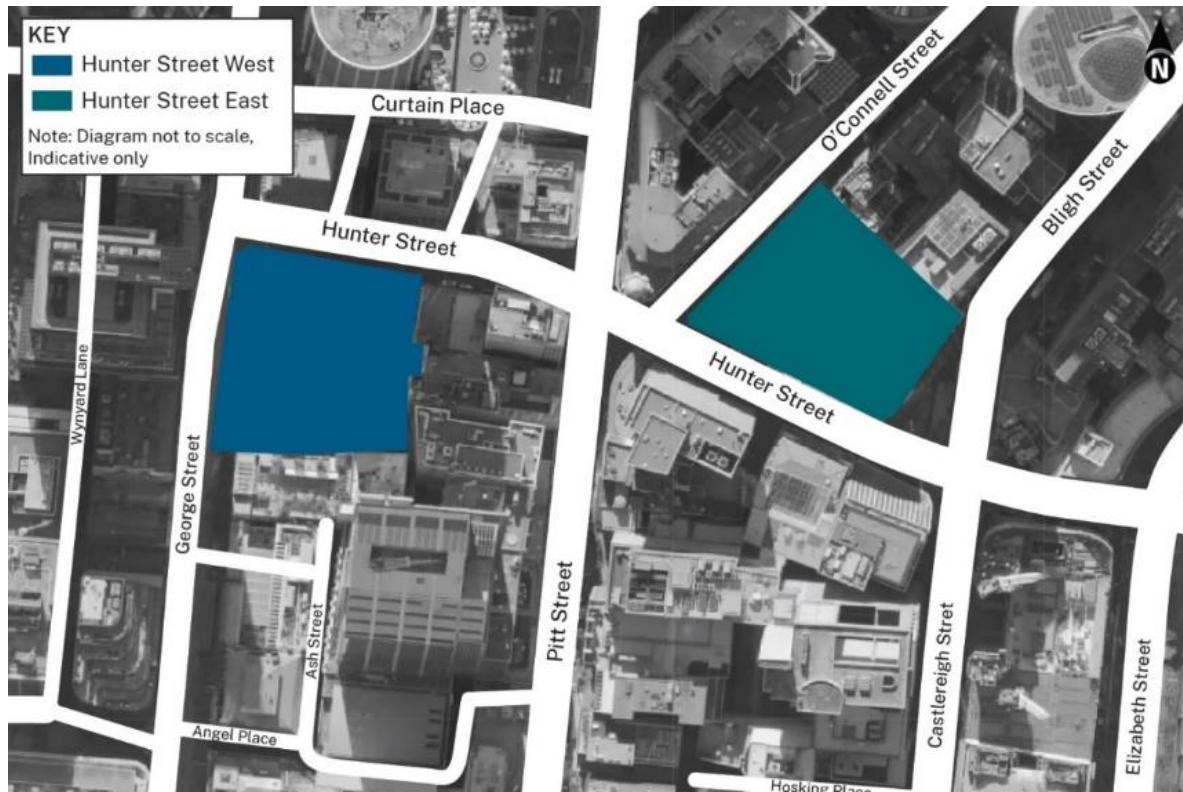 KEY
Hunter Street West
Hunter Street East
Note: Diagram not to scale,
Indicative only
N
Curtain Place
O'Connell Street
Bligh Street
Hunter Street
Hunter Street
Wynyard Lane
George Street
Ash Street
Pitt Street
Angel Place
Castlereigh Stret
Elizabeth Street
Hosking Place